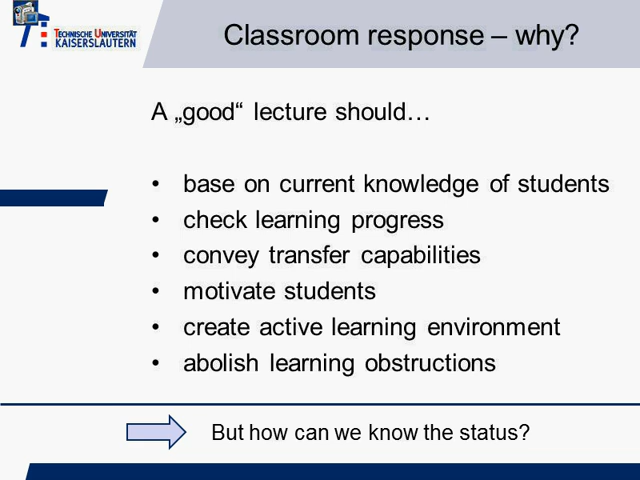 TECHNISCHE UNIVERSITÄT
KAISERSLAUTERN
Classroom response – why?
A „good“ lecture should…
• base on current knowledge of students
• check learning progress
• convey transfer capabilities
• motivate students
• create active learning environment
• abolish learning obstructions
But how can we know the status?